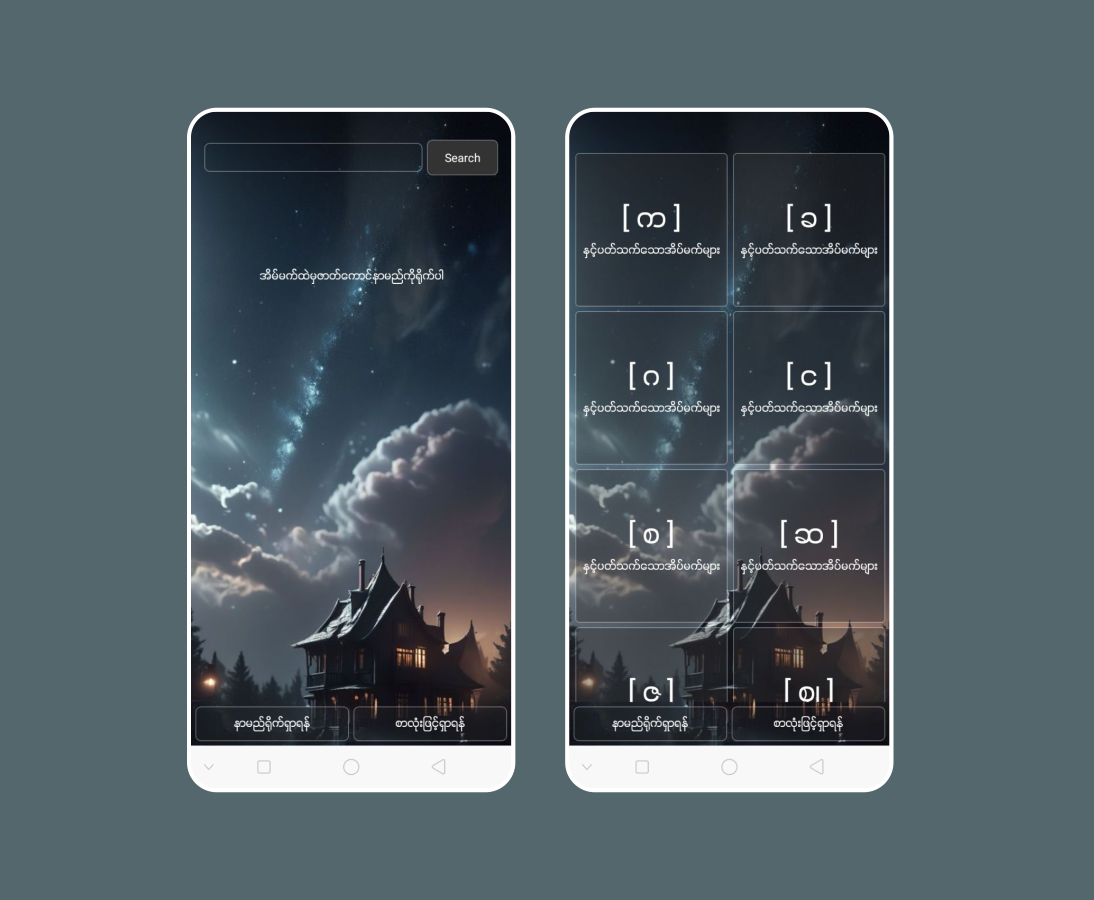 Search
အိမ်မက်ထဲမှဇာတ်ကောင်နာမည်ကိုရိုက်ပါ
နာမည်ရိုက်ရှာရန်
စာလုံးဖြင့်ရှာရန်
[ က ]
နှင့်ပတ်သက်သောအိပ်မက်များ
[ ခ ]
နှင့်ပတ်သက်သောအိပ်မက်များ
[ ဂ ]
နှင့်ပတ်သက်သောအိပ်မက်များ
[ င ]
နှင့်ပတ်သက်သောအိပ်မက်များ
[ စ ]
နှင့်ပတ်သက်သောအိပ်မက်များ
[ ဆ ]
နှင့်ပတ်သက်သောအိပ်မက်များ
[ ဇ ]
[ ဈ ]
နာမည်ရိုက်ရှာရန်
စာလုံးဖြင့်ရှာရန်